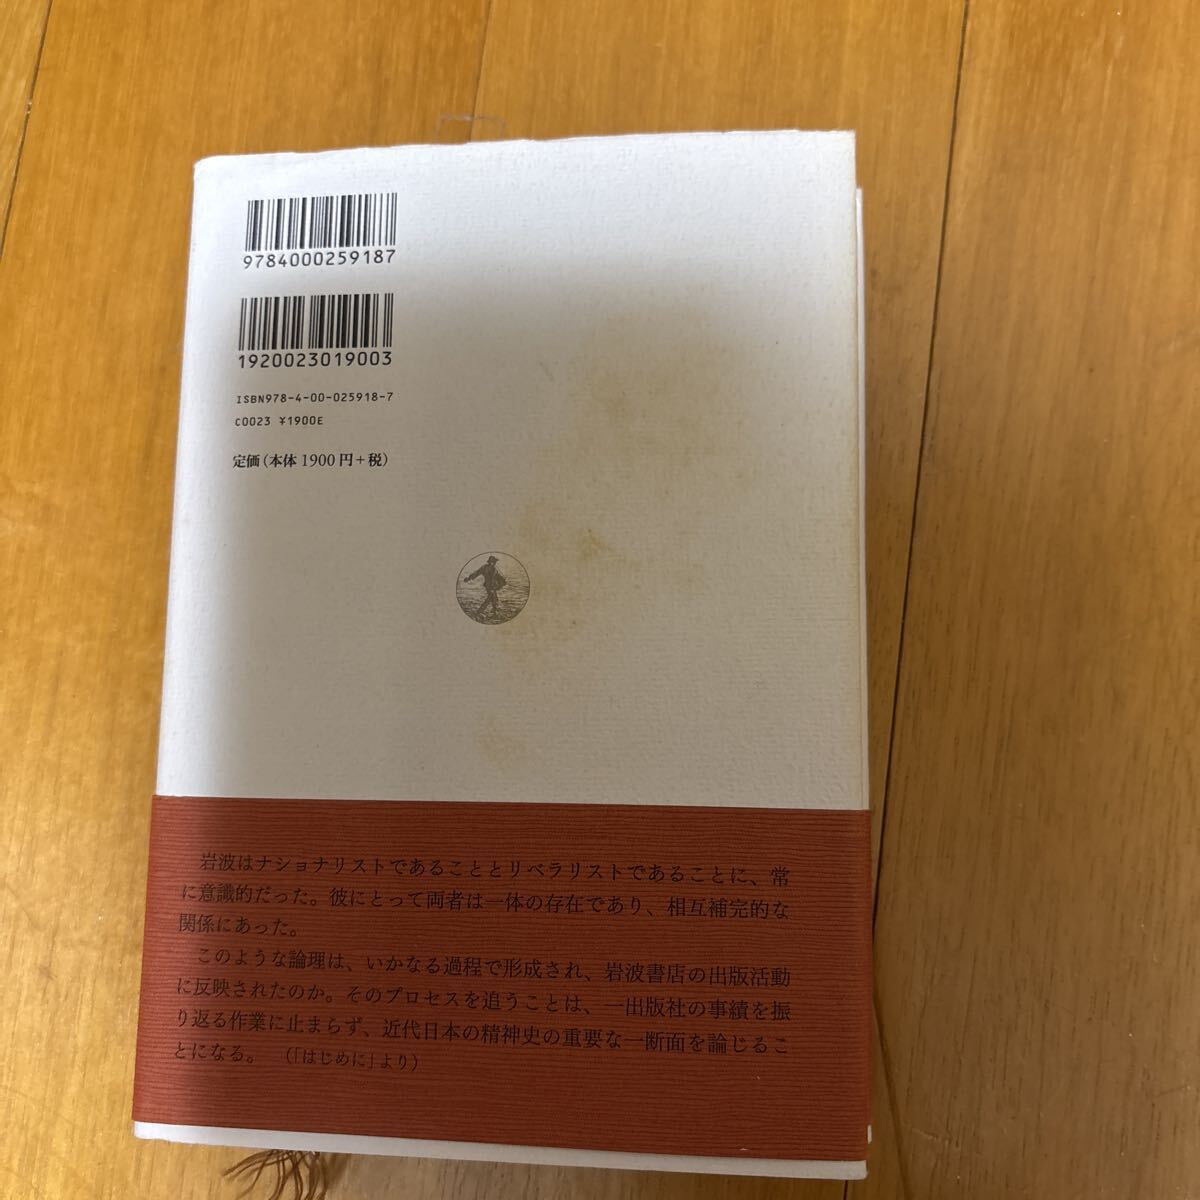 9784000259187
1920023019003
ISBN978-4-00-025918-7
C0023 ¥1900E
定価(本体 1900 円+税)
岩波はナショナリストであることとリベラリストであることに、常
に意識的だった。彼にとって両者は一体の存在であり、相互補完的な
関係にあった。
このような論理は、いかなる過程で形成され、岩波書店の出版活動
に反映されたのか。そのプロセスを追うことは、一出版社の事績を振
り返る作業に止まらず、近代日本の精神史の重要な一断面を論じるこ
とになる。 (「はじめに」より)